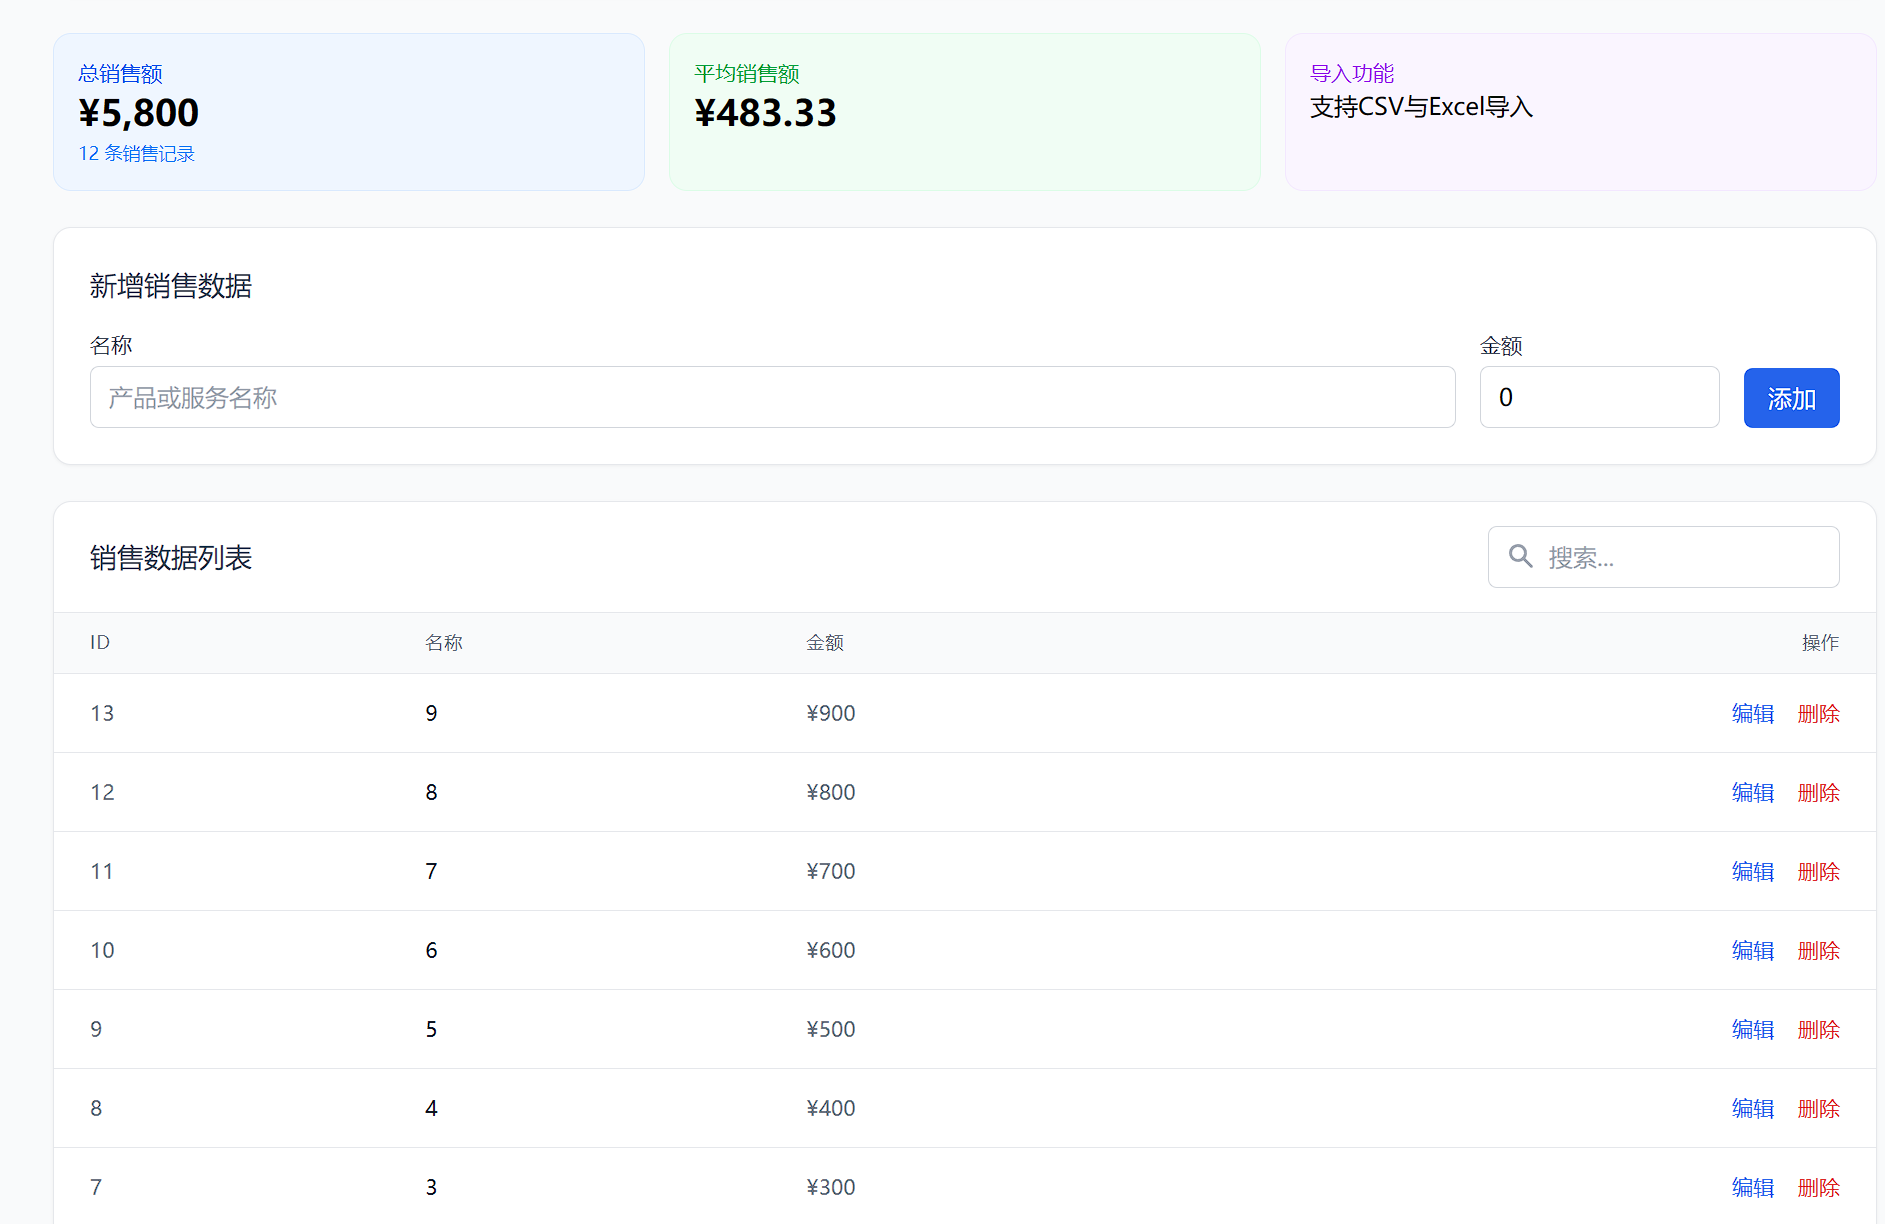 总销售额
¥5,800
12 条销售记录
平均销售额
¥483.33
导入功能
支持CSV与Excel导入
新增销售数据
名称
产品或服务名称
金额
0
添加
销售数据列表
搜索...
ID 名称 金额 操作
13 9 ¥900 编辑 删除
12 8 ¥800 编辑 删除
11 7 ¥700 编辑 删除
10 6 ¥600 编辑 删除
9 5 ¥500 编辑 删除
8 4 ¥400 编辑 删除
7 3 ¥300 编辑 删除